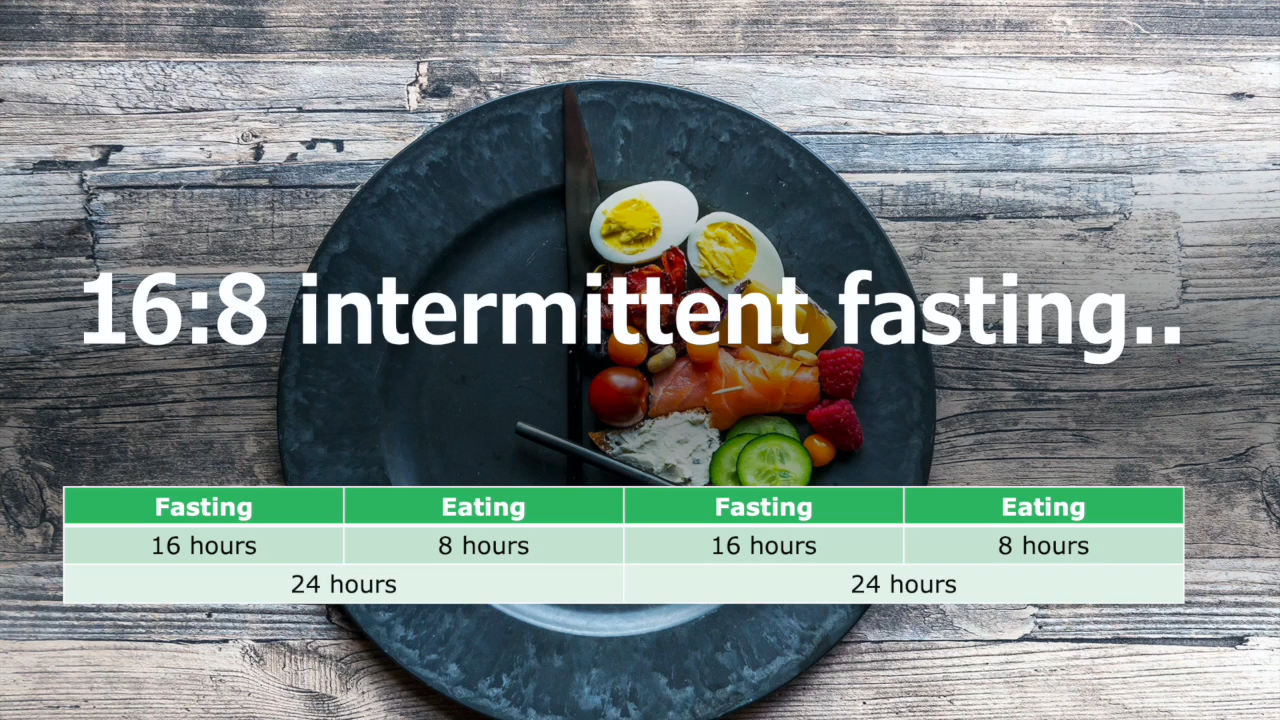 16:8 intermittent fasting..
Fasting Eating Fasting Eating
16 hours 8 hours 16 hours 8 hours
24 hours 24 hours